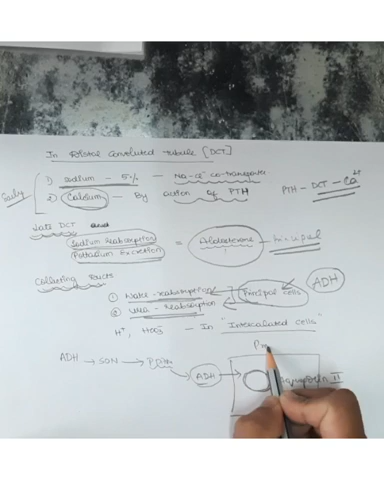 In Distal Convoluted tubule [DCT]
Early
1) Sodium - 5% - Na-Cl⁻ co-transporter
2) Calcium - By action of PTH
PTH - DCT - Ca²⁺
Late DCT
Sodium Reabsorption
Potassium Excretion
= Aldosterone - Principal
Collecting Ducts
① Water-reabsorption
② Urea - Reabsorption
Principal cells
ADH
H⁺, HCO₃⁻ - In "Intercalated cells"
ADH → SON →
→ ADH →
Aquaporin II